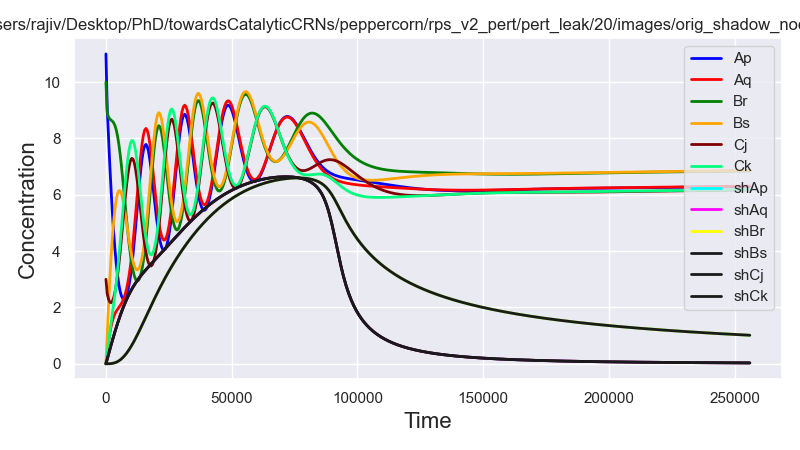 sers/rajiv/Desktop/PhD/towardsCatalyticCRNs/peppercorn/rps_v2_pert/pert_leak/20/images/orig_shadow_no
Concentration
10
8
6
4
2
0
0
50000
100000
150000
200000
250000
Time
Ap
Aq
Br
Bs
Cj
Ck
shAp
shAq
shBr
shBs
shCj
shCk